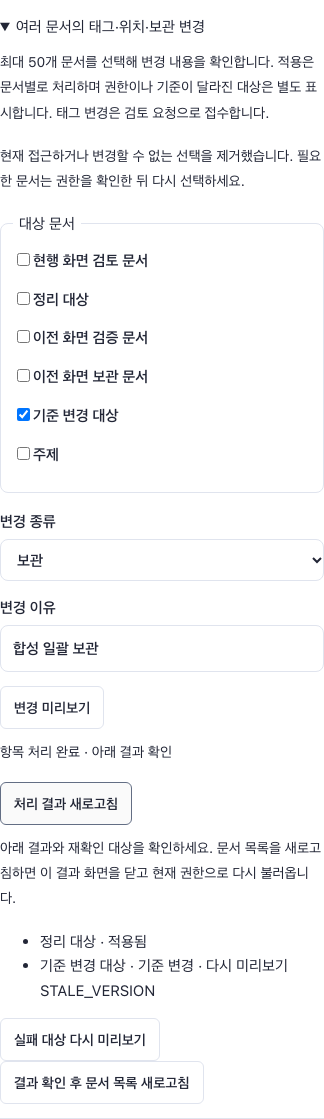 ▼ 여러 문서의 태그·위치·보관 변경
최대 50개 문서를 선택해 변경 내용을 확인합니다. 적용은
문서별로 처리하며 권한이나 기준이 달라진 대상은 별도 표
시합니다. 태그 변경은 검토 요청으로 접수합니다.
현재 접근하거나 변경할 수 없는 선택을 제거했습니다. 필요
한 문서는 권한을 확인한 뒤 다시 선택하세요.
대상 문서
현행 화면 검토 문서
정리 대상
이전 화면 검증 문서
이전 화면 보관 문서
기준 변경 대상
주제
변경 종류
보관
변경 이유
합성 일괄 보관
변경 미리보기
항목 처리 완료 · 아래 결과 확인
처리 결과 새로고침
아래 결과와 재확인 대상을 확인하세요. 문서 목록을 새로고
침하면 이 결과 화면을 닫고 현재 권한으로 다시 불러옵니
다.
• 정리 대상 · 적용됨
• 기준 변경 대상 · 기준 변경 · 다시 미리보기
STALE_VERSION
실패 대상 다시 미리보기
결과 확인 후 문서 목록 새로고침